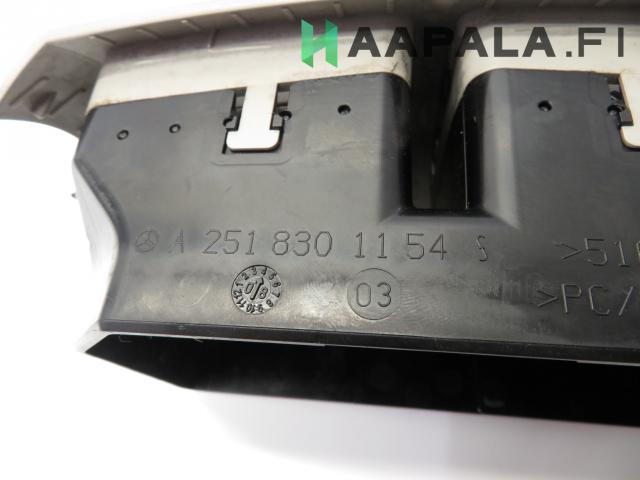 HAAPALA.FI
A 251 830 11 54 S
>PC/
03